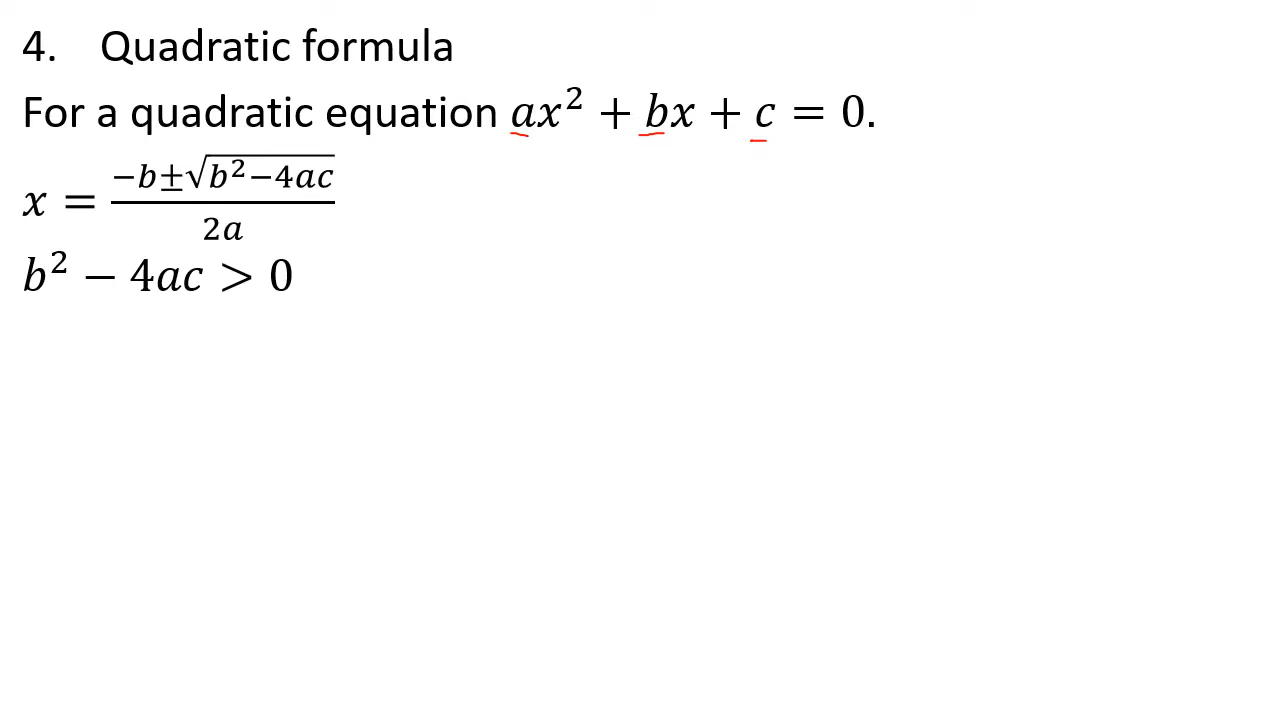 4. Quadratic formula
For a quadratic equation 𝑎𝑥² + 𝑏𝑥 + 𝑐 = 0.
𝑥 = (−𝑏±√(𝑏²−4𝑎𝑐))/(2𝑎)
𝑏² − 4𝑎𝑐 > 0